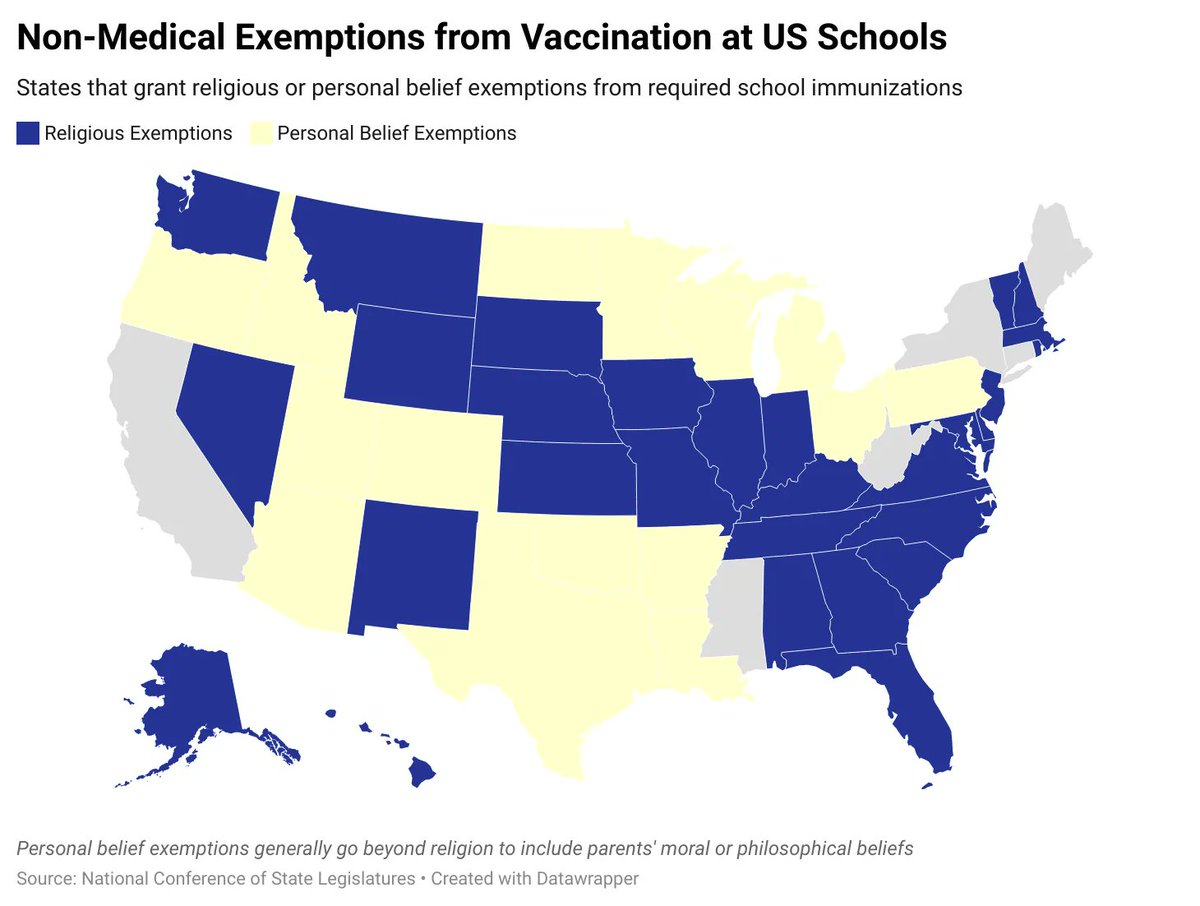 Non-Medical Exemptions from Vaccination at US Schools
States that grant religious or personal belief exemptions from required school immunizations
Religious Exemptions Personal Belief Exemptions
Personal belief exemptions generally go beyond religion to include parents' moral or philosophical beliefs
Source: National Conference of State Legislatures • Created with Datawrapper